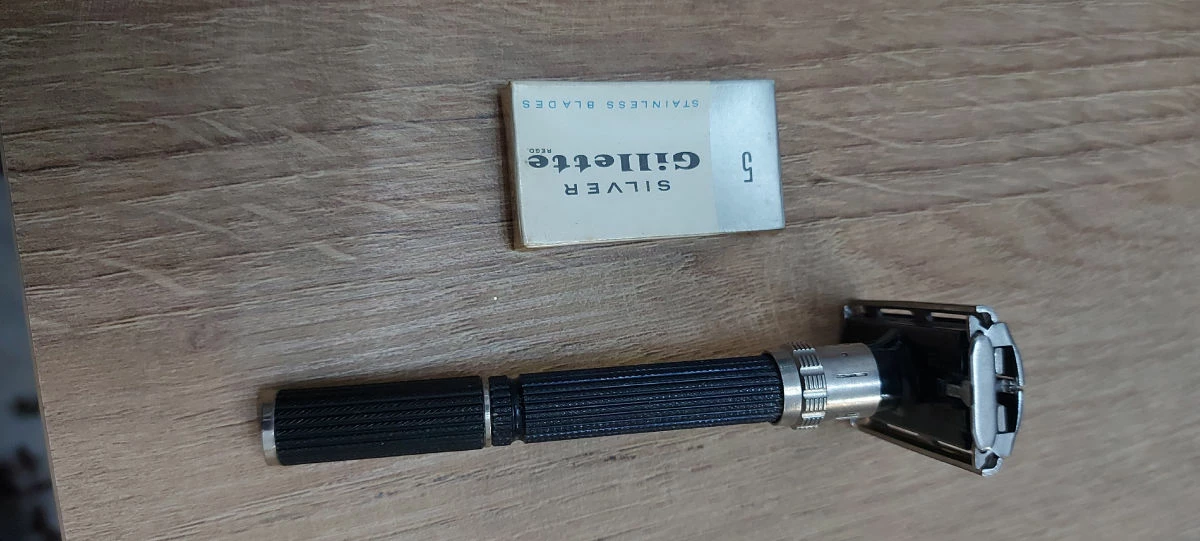 SILVER
Gillette
REGD.
STAINLESS BLADES
5